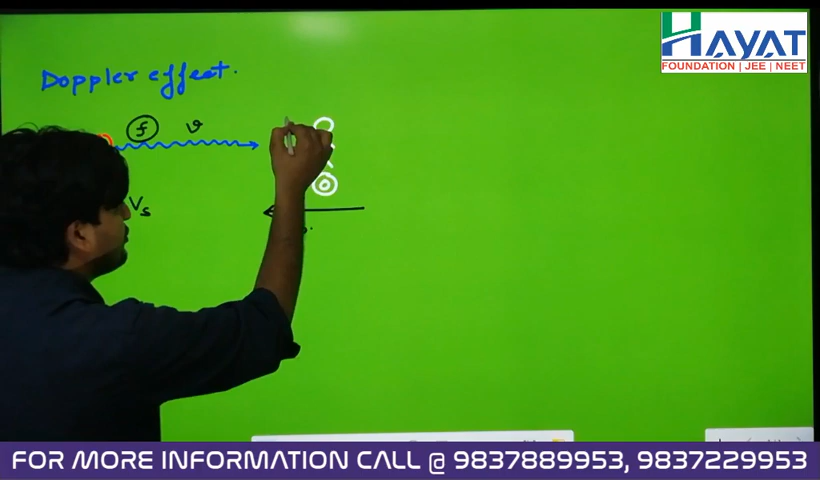 HAYAT
FOUNDATION | JEE | NEET
Doppler effect.
f v
Vs
FOR MORE INFORMATION CALL @ 9837889953, 9837229953